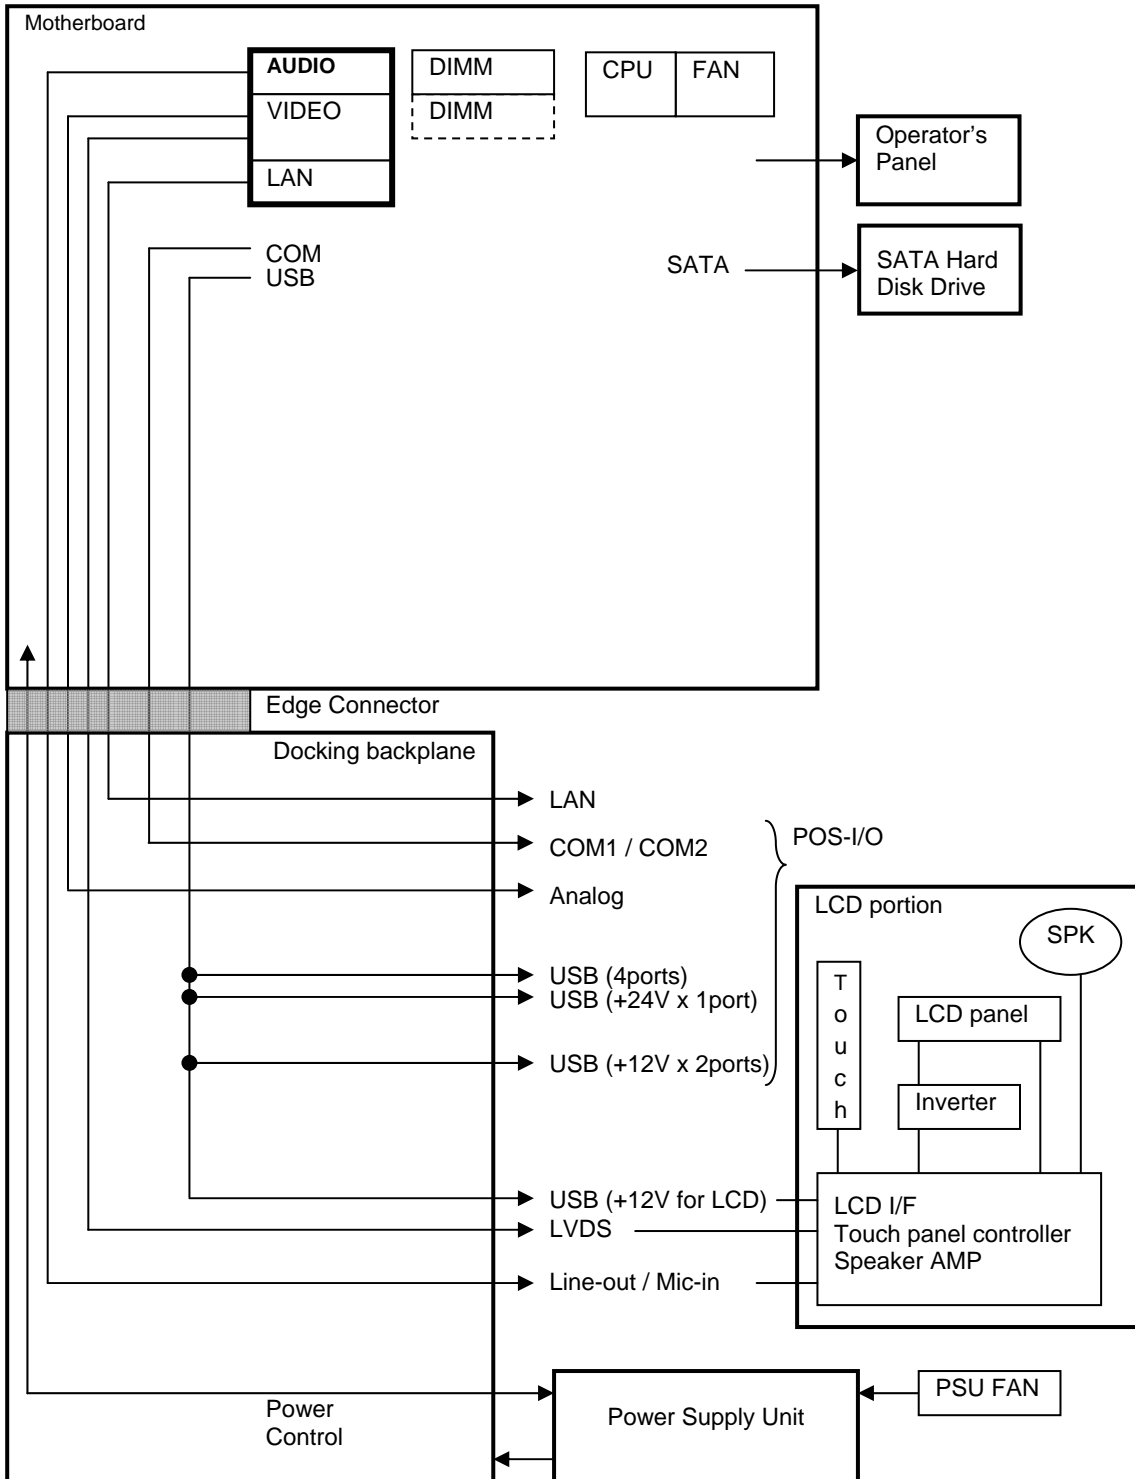 Motherboard
AUDIO
DIMM
CPU
FAN
VIDEO
DIMM
LAN
Operator’s
Panel
COM
USB
SATA
SATA Hard
Disk Drive
Edge Connector
Docking backplane
LAN
COM1 / COM2
POS-I/O
Analog
LCD portion
SPK
USB (4ports)
USB (+24V x 1port)
USB (+12V x 2ports)
Touch
LCD panel
Inverter
USB (+12V for LCD)
LVDS
Line-out / Mic-in
LCD I/F
Touch panel controller
Speaker AMP
Power
Control
Power Supply Unit
PSU FAN